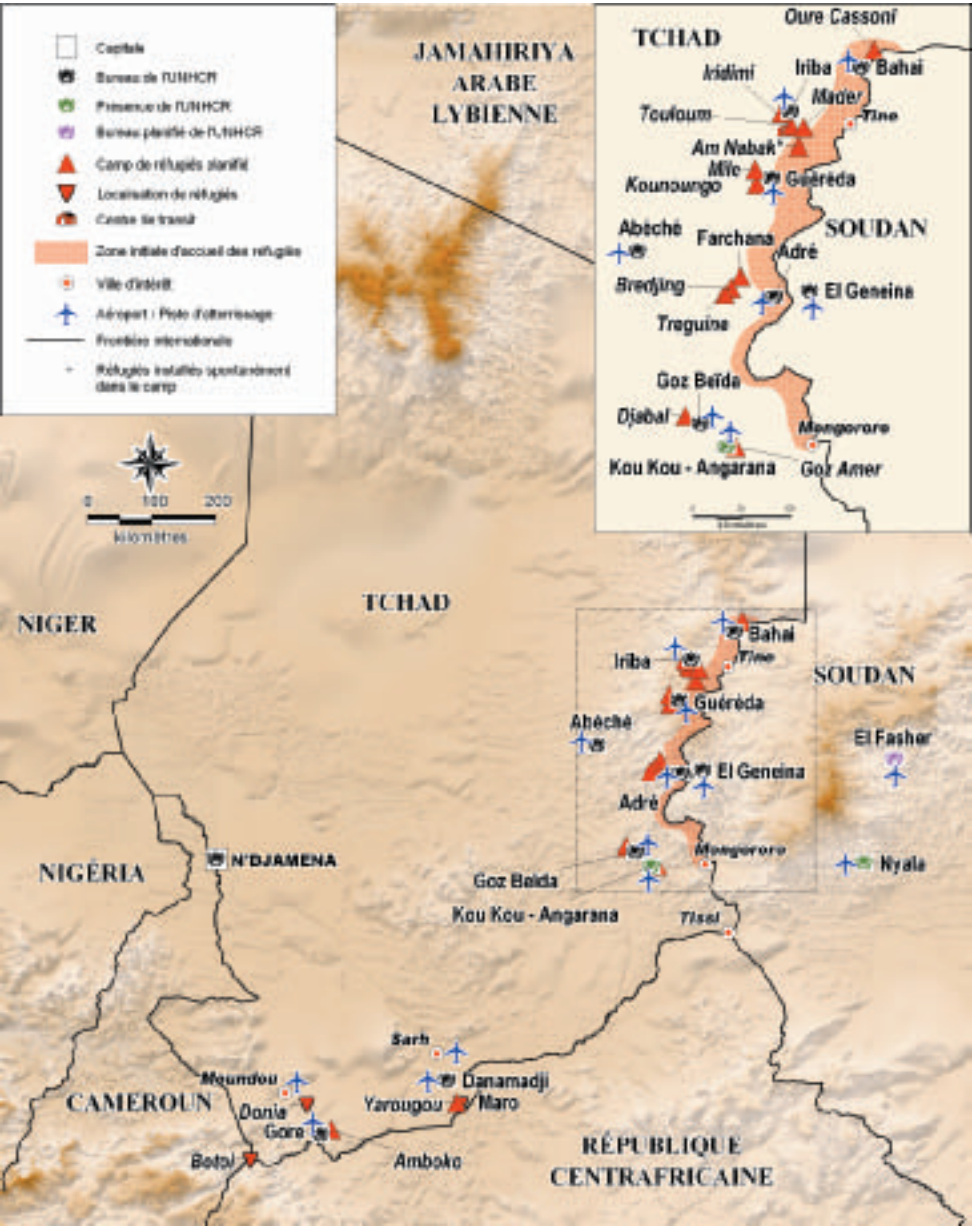 Capitale
Bureau de l'UNHCR
Présence de l'UNHCR
Bureau planifié de l'UNHCR
Camp de réfugiés planifié
Localisation de réfugiés
Centre de transit
Zone initiale d'accueil des réfugiés
Ville d'intérêt
Aéroport / Piste d'atterrissage
Frontière internationale
* Réfugiés installés spontanément
dans le camp
0 100 200
kilomètres
JAMAHIRIYA
ARABE
LYBIENNE
TCHAD
Oure Cassoni
Iriba
Bahai
Iridimi
Mader
Touloum
Tine
Am Nabak*
Mile
Kounoungo
Guéréda
SOUDAN
Abéché
Farchana
Adré
Bredjing
El Geneina
Treguine
Goz Beïda
Djabal
Mongororo
Kou Kou - Angarana
Goz Amer
kilomètres
NIGER
TCHAD
Bahai
Iriba
Tine
SOUDAN
Guéréda
Abéché
El Fasher
El Geneina
Adré
NIGÉRIA
N'DJAMENA
Mongororo
Nyala
Goz Beïda
Kou Kou - Angarana
Tissi
Sarh
Moundou
Danamadji
CAMEROUN
Donia
Yarougou
Maro
Gore
Betoi
Amboko
RÉPUBLIQUE
CENTRAFRICAINE